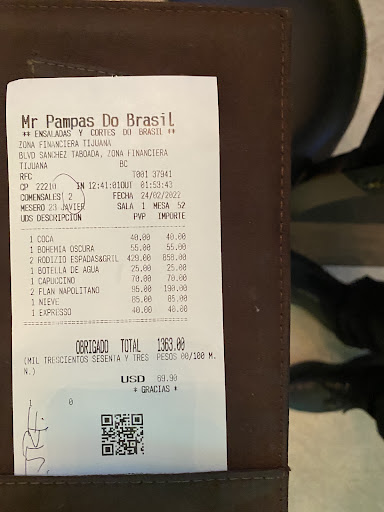 Mr Pampas Do Brasil
** ENSALADAS Y CORTES DO BRASIL **
ZONA FINANCIERA TIJUANA
BLVD SANCHEZ TABOADA, ZONA FINANCIERA
TIJUANA BC
RFC T001 37941
CP 22210 IN 12:41:01OUT 01:53:43
COMENSALES 2 FECHA 24/02/2022
MESERO 23 JAVIER SALA 1 MESA 52
UDS DESCRIPCION PVP IMPORTE
1 COCA 40.00 40.00
1 BOHEMIA OSCURA 55.00 55.00
2 RODIZIO ESPADAS&GRIL 429.00 858.00
1 BOTELLA DE AGUA 25.00 25.00
1 CAPUCCINO 70.00 70.00
2 FLAN NAPOLITANO 95.00 190.00
1 NIEVE 85.00 85.00
1 EXPRESSO 40.00 40.00
OBRIGADO TOTAL 1363.00
(MIL TRESCIENTOS SESENTA Y TRES PESOS 00/100 M.
N.)
USD 69.90
* GRACIAS *
0